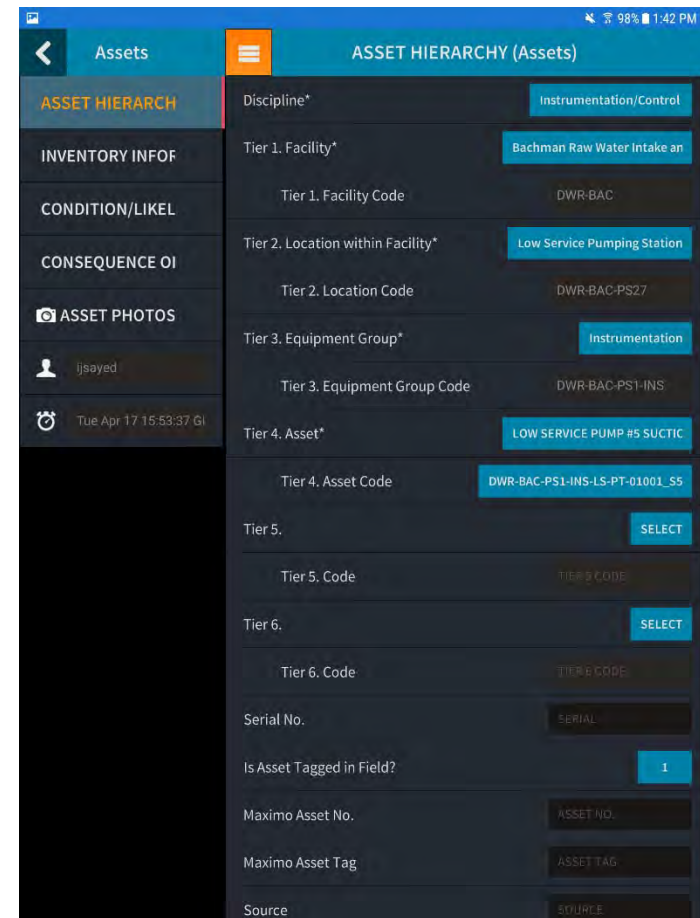 98% 1:42 PM
Assets
ASSET HIERARCHY (Assets)
ASSET HIERARCH
INVENTORY INFOF
CONDITION/LIKEL
CONSEQUENCE OI
ASSET PHOTOS
ijsayed
Tue Apr 17 15:53:37 GI
Discipline* Instrumentation/Control
Tier 1. Facility* Bachman Raw Water Intake an
Tier 1. Facility Code DWR-BAC
Tier 2. Location within Facility* Low Service Pumping Station
Tier 2. Location Code DWR-BAC-PS27
Tier 3. Equipment Group* Instrumentation
Tier 3. Equipment Group Code DWR-BAC-PS1-INS
Tier 4. Asset* LOW SERVICE PUMP #5 SUCTIC
Tier 4. Asset Code DWR-BAC-PS1-INS-LS-PT-01001_S5
Tier 5. SELECT
Tier 5. Code TIER 5 CODE
Tier 6. SELECT
Tier 6. Code TIER 6 CODE
Serial No. SERIAL
Is Asset Tagged in Field? 1
Maximo Asset No. ASSET NO.
Maximo Asset Tag ASSET TAG
Source SOURCE